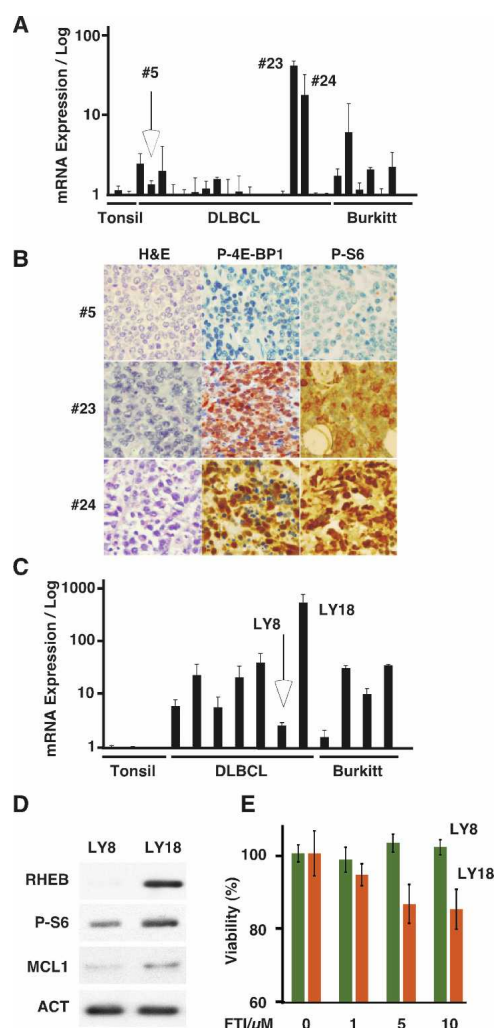 A
mRNA Expression / Log
100
10
1
#5
#23
#24
Tonsil DLBCL Burkitt
B
H&E P-4E-BP1 P-S6
#5
#23
#24
C
mRNA Expression / Log
1000
100
10
1
LY8 LY18
Tonsil DLBCL Burkitt
D
LY8 LY18
RHEB
P-S6
MCL1
ACT
E
Viability (%)
100
80
60
LY8
LY18
FTI/uM 0 1 5 10